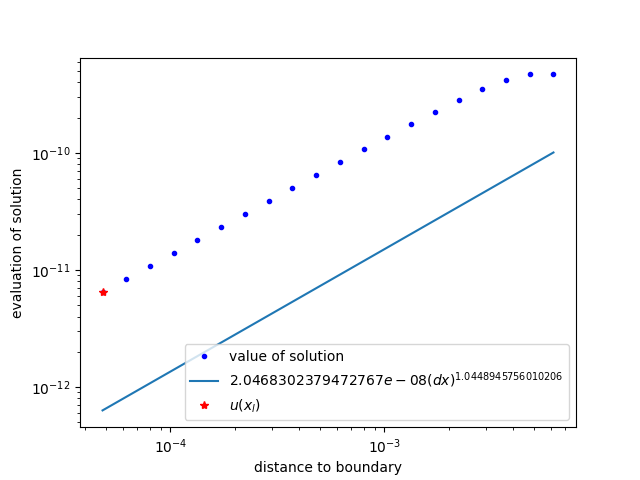 10⁻¹⁰
10⁻¹¹
10⁻¹²
evaluation of solution
value of solution
2.0468302379472767e − 08(dx)^1.0448945756010206
u(x_l)
10⁻⁴
10⁻³
distance to boundary